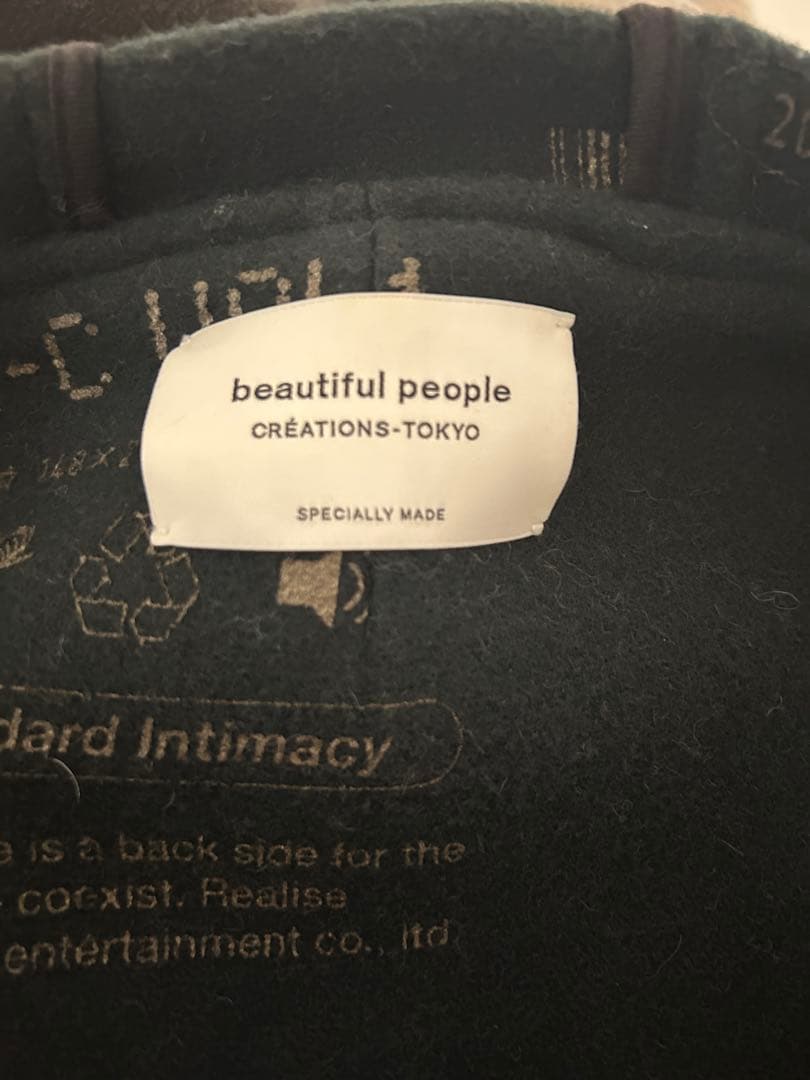 beautiful people
CRÉATIONS-TOKYO
SPECIALLY MADE
dard Intimacy
is a back side for the
coexist. Realise
entertainment co., ltd